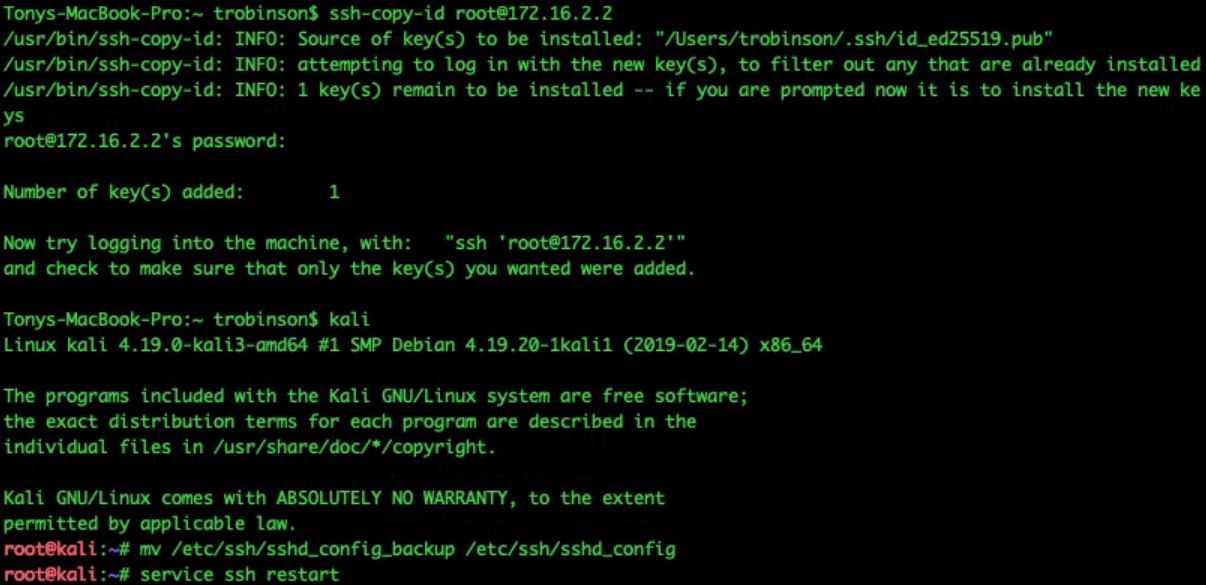 Tonys-MacBook-Pro:~ trobinson$ ssh-copy-id root@172.16.2.2
/usr/bin/ssh-copy-id: INFO: Source of key(s) to be installed: "/Users/trobinson/.ssh/id_ed25519.pub"
/usr/bin/ssh-copy-id: INFO: attempting to log in with the new key(s), to filter out any that are already installed
/usr/bin/ssh-copy-id: INFO: 1 key(s) remain to be installed -- if you are prompted now it is to install the new ke
ys
root@172.16.2.2's password:
Number of key(s) added:        1
Now try logging into the machine, with:   "ssh 'root@172.16.2.2'"
and check to make sure that only the key(s) you wanted were added.
Tonys-MacBook-Pro:~ trobinson$ kali
Linux kali 4.19.0-kali3-amd64 #1 SMP Debian 4.19.20-1kali1 (2019-02-14) x86_64
The programs included with the Kali GNU/Linux system are free software;
the exact distribution terms for each program are described in the
individual files in /usr/share/doc/*/copyright.
Kali GNU/Linux comes with ABSOLUTELY NO WARRANTY, to the extent
permitted by applicable law.
root@kali:~# mv /etc/ssh/sshd_config_backup /etc/ssh/sshd_config
root@kali:~# service ssh restart